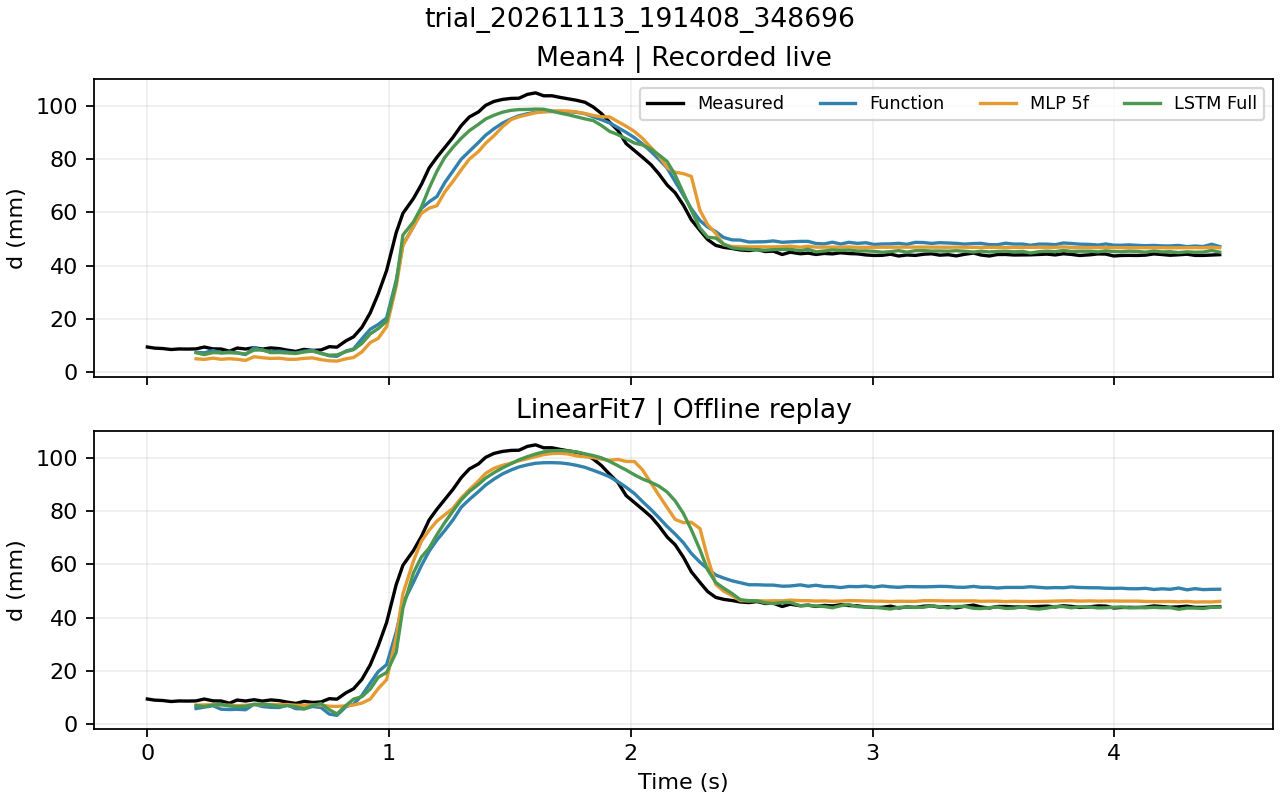 trial_20261113_191408_348696
Mean4 | Recorded live
Measured Function MLP 5f LSTM Full
100
80
60
40
20
0
d (mm)
LinearFit7 | Offline replay
100
80
60
40
20
0
d (mm)
0 1 2 3 4
Time (s)